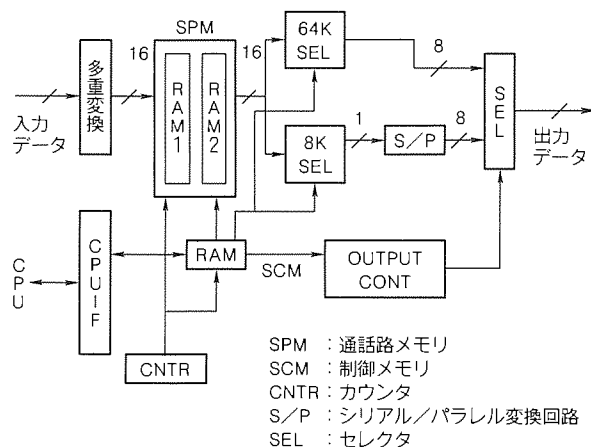 SPM
16
16
64K
SEL
8
多重変換
RAM1
RAM2
入力
データ
8K
SEL
1
S/P
8
SEL
出力
データ
CPU
CPU-IF
RAM
SCM
OUTPUT
CONT
CNTR
SPM :通話路メモリ
SCM :制御メモリ
CNTR:カウンタ
S/P :シリアル/パラレル変換回路
SEL :セレクタ